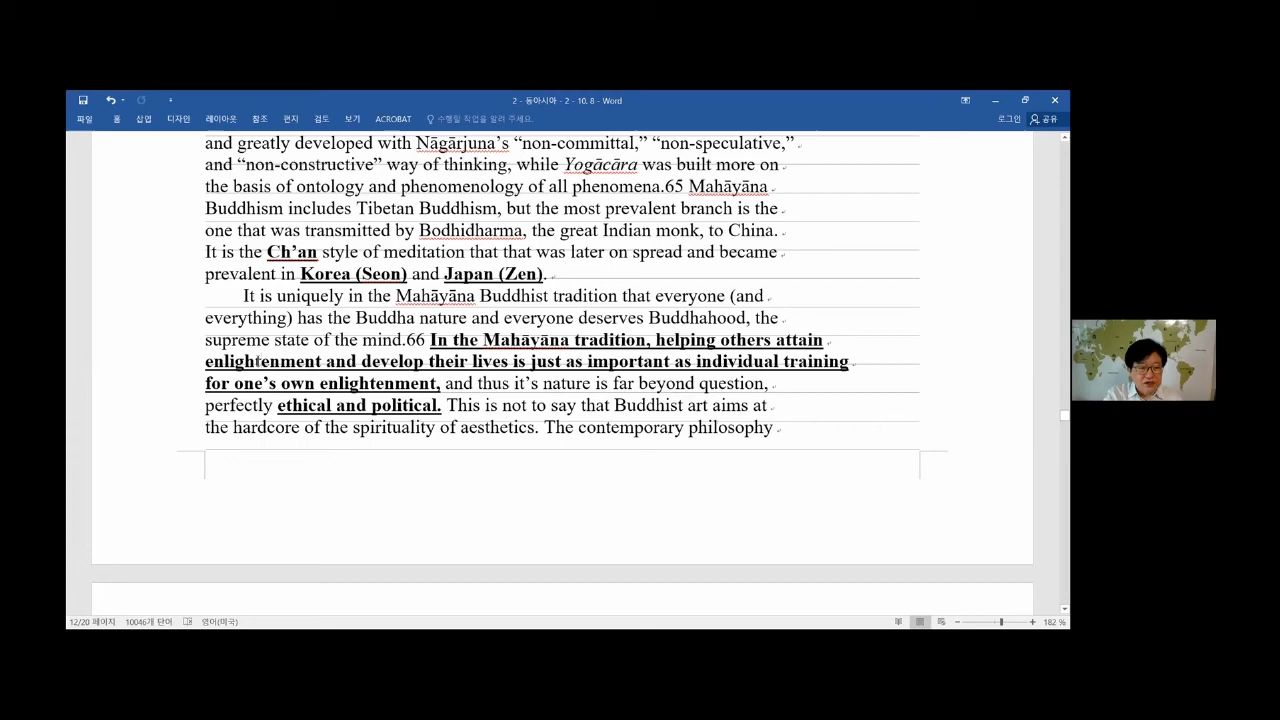 2 - 동아시아 - 2 - 10. 8 - Word
파일 홈 삽입 디자인 레이아웃 참조 편지 검토 보기 ACROBAT 수행할 작업을 알려 주세요. 로그인 공유
and greatly developed with Nāgārjuna’s “non-committal,” “non-speculative,”
and “non-constructive” way of thinking, while Yogācāra was built more on
the basis of ontology and phenomenology of all phenomena.65 Mahāyāna
Buddhism includes Tibetan Buddhism, but the most prevalent branch is the
one that was transmitted by Bodhidharma, the great Indian monk, to China.
It is the Ch’an style of meditation that that was later on spread and became
prevalent in Korea (Seon) and Japan (Zen).
It is uniquely in the Mahāyāna Buddhist tradition that everyone (and
everything) has the Buddha nature and everyone deserves Buddhahood, the
supreme state of the mind.66 In the Mahāyāna tradition, helping others attain
enlightenment and develop their lives is just as important as individual training
for one’s own enlightenment, and thus it’s nature is far beyond question,
perfectly ethical and political. This is not to say that Buddhist art aims at
the hardcore of the spirituality of aesthetics. The contemporary philosophy
12/20 페이지 10046개 단어 영어(미국) 182 %